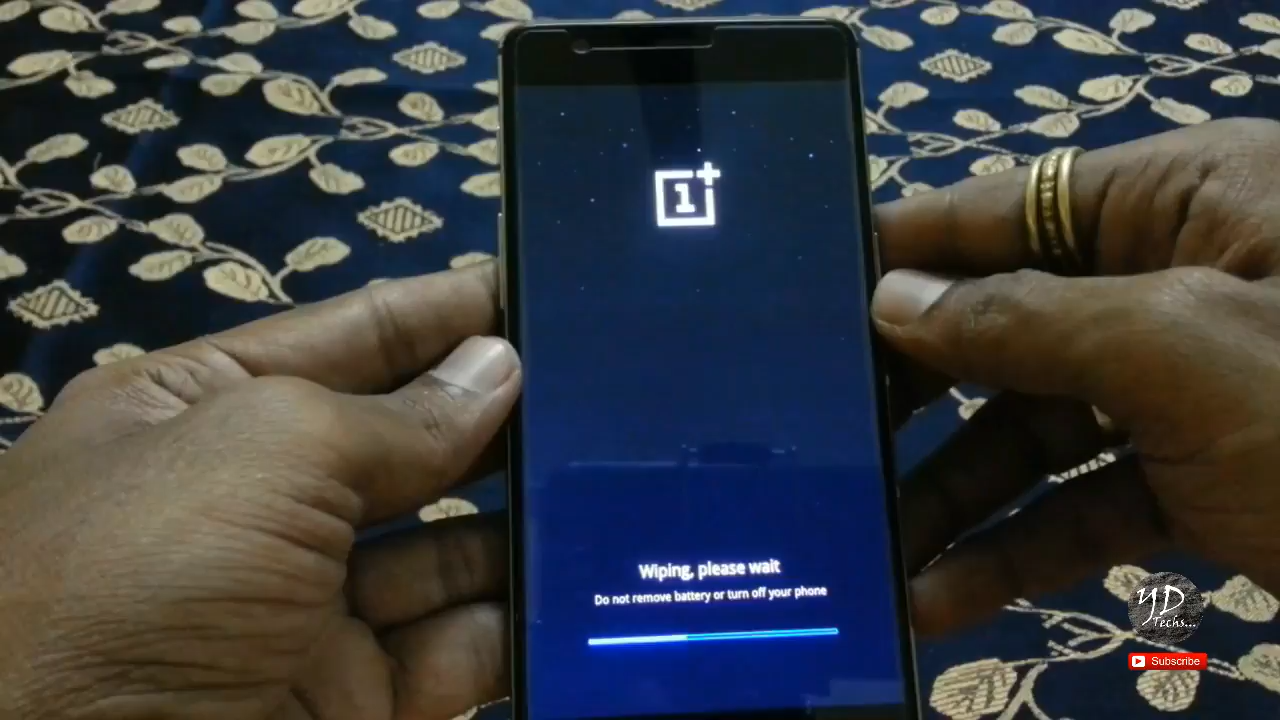 1+
Wiping, please wait
Do not remove battery or turn off your phone
YD
Techs...
Subscribe